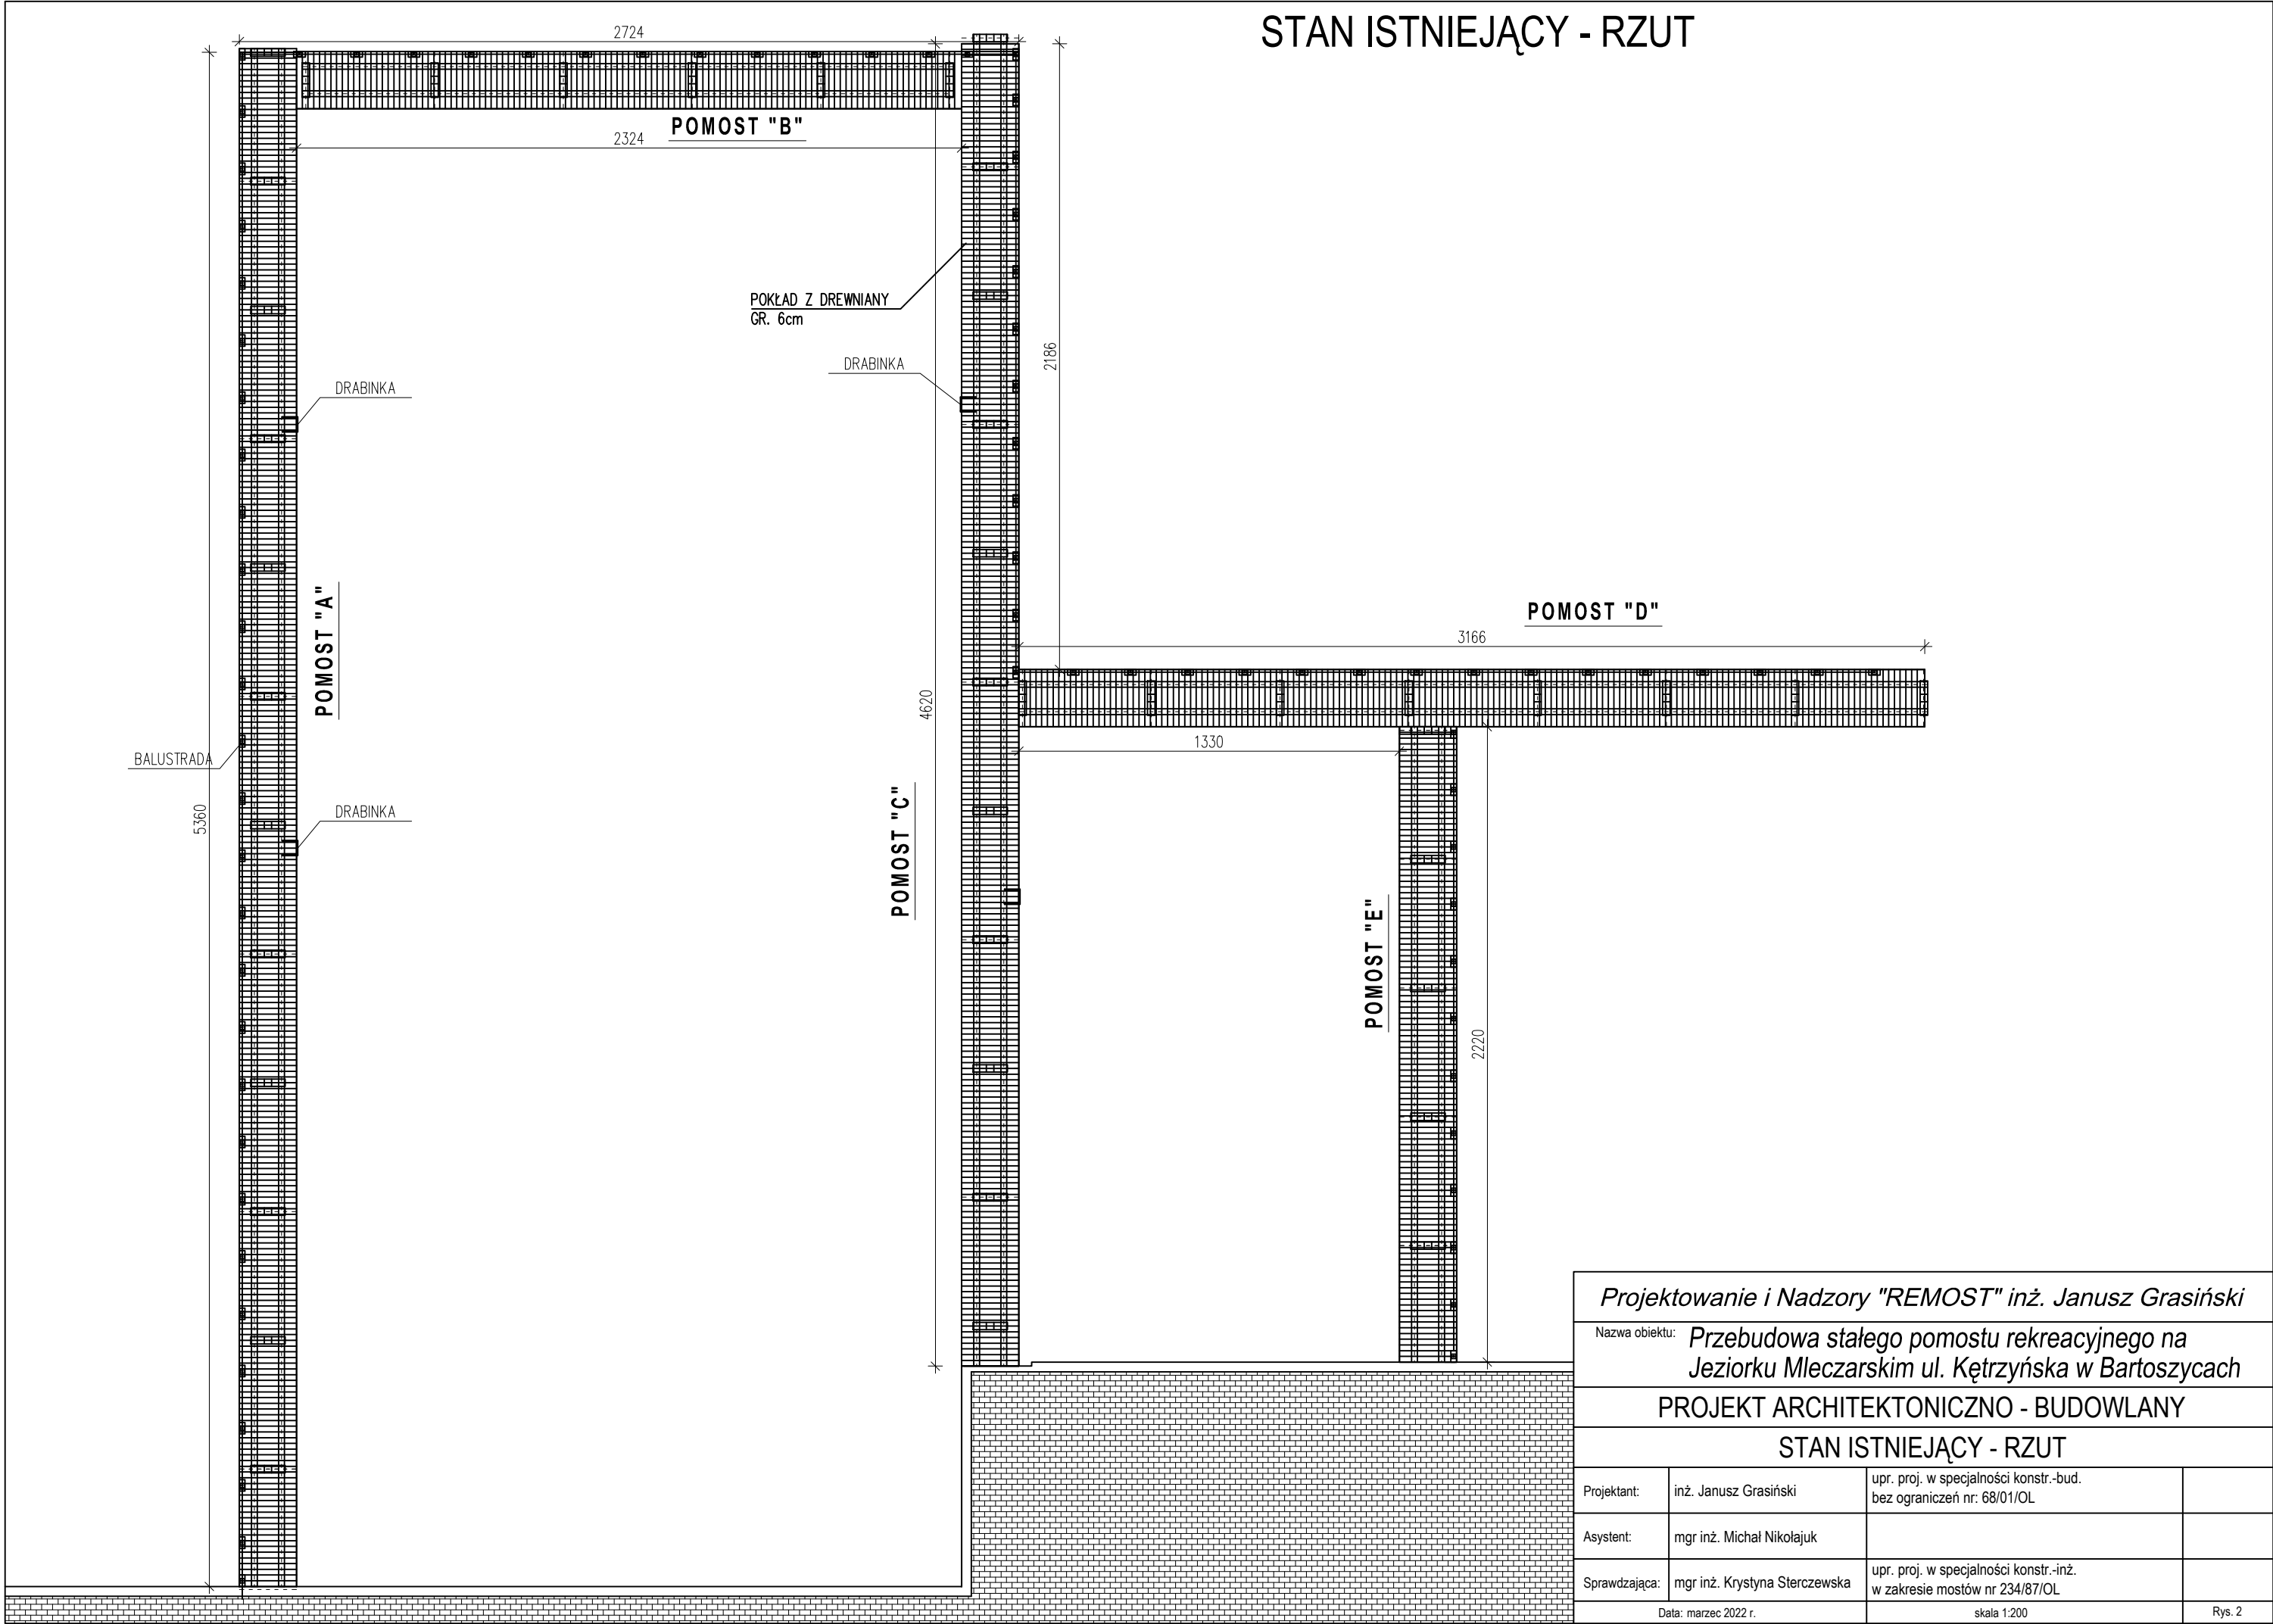 STAN ISTNIEJĄCY - RZUT
2724
POMOST "B"
2324
POKŁAD Z DREWNIANY
GR. 6cm
DRABINKA
2186
DRABINKA
POMOST "A"
POMOST "D"
3166
4620
1330
BALUSTRADA
5360
DRABINKA
POMOST "C"
POMOST "E"
2220
Projektowanie i Nadzory "REMOST" inż. Janusz Grasiński
Nazwa obiektu: Przebudowa stałego pomostu rekreacyjnego na
Jeziorku Mleczarskim ul. Kętrzyńska w Bartoszycach
PROJEKT ARCHITEKTONICZNO - BUDOWLANY
STAN ISTNIEJĄCY - RZUT
Projektant: inż. Janusz Grasiński upr. proj. w specjalności konstr.-bud.
bez ograniczeń nr: 68/01/OL
Asystent: mgr inż. Michał Nikołajuk
Sprawdzająca: mgr inż. Krystyna Sterczewska upr. proj. w specjalności konstr.-inż.
w zakresie mostów nr 234/87/OL
Data: marzec 2022 r. skala 1:200 Rys. 2